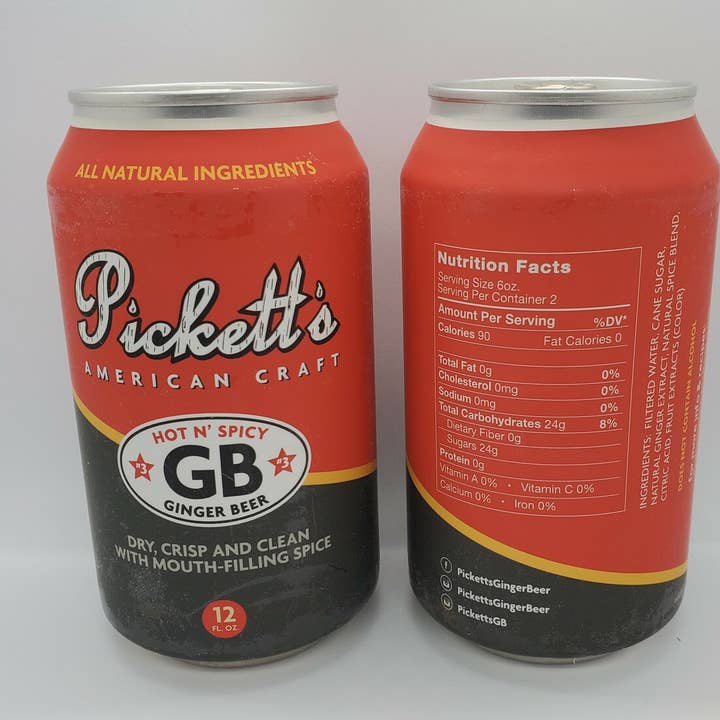 ALL NATURAL INGREDIENTS
Pickett's
AMERICAN CRAFT
HOT N' SPICY
#3 GB #3
GINGER BEER
DRY, CRISP AND CLEAN
WITH MOUTH-FILLING SPICE
12
FL. OZ.
Nutrition Facts
Serving Size 6oz.
Serving Per Container 2
Amount Per Serving %DV*
Calories 90 Fat Calories 0
Total Fat 0g 0%
Cholesterol 0mg 0%
Sodium 0mg 0%
Total Carbohydrates 24g 8%
Dietary Fiber 0g
Sugars 24g
Protein 0g
Vitamin A 0% • Vitamin C 0%
Calcium 0% • Iron 0%
INGREDIENTS: FILTERED WATER, CANE SUGAR,
NATURAL GINGER EXTRACT, NATURAL SPICE BLEND,
CITRIC ACID, FRUIT EXTRACTS (COLOR)
DOES NOT CONTAIN ALCOHOL
PickettsGingerBeer
PickettsGingerBeer
PickettsGB